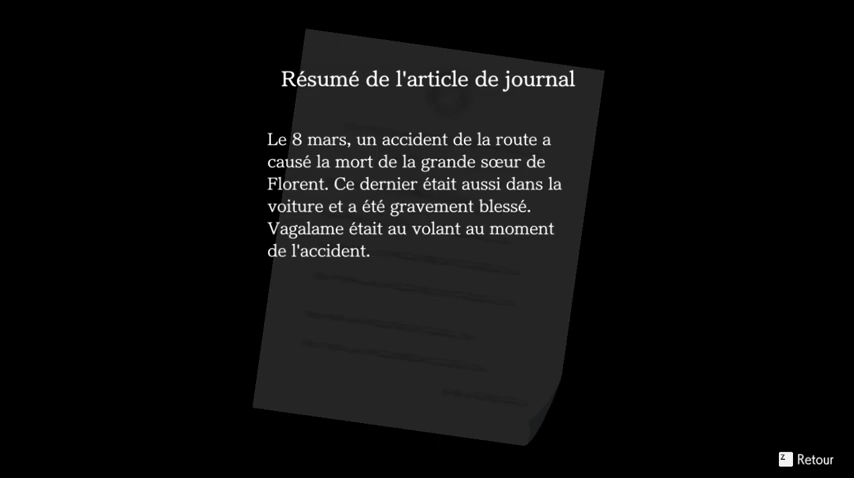 Résumé de l'article de journal
Le 8 mars, un accident de la route a
causé la mort de la grande sœur de
Florent. Ce dernier était aussi dans la
voiture et a été gravement blessé.
Vagalame était au volant au moment
de l'accident.
Z Retour